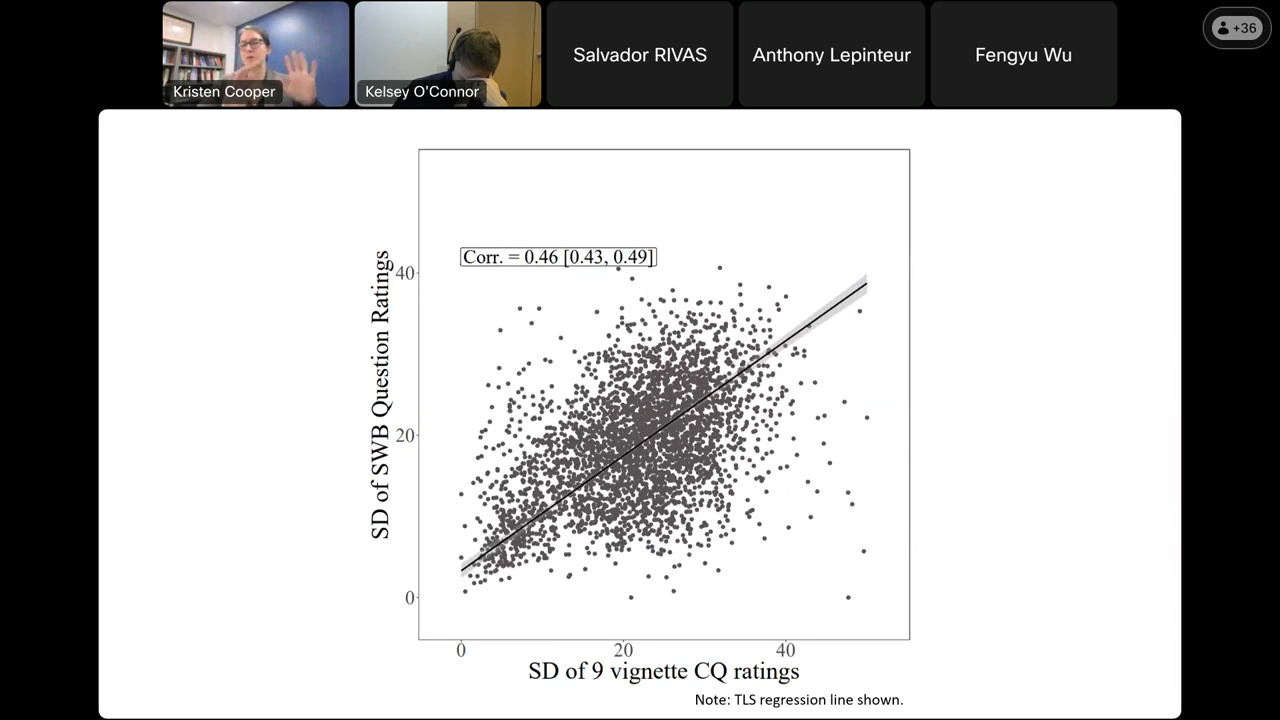 Kristen Cooper
Kelsey O'Connor
Salvador RIVAS
Anthony Lepinteur
Fengyu Wu
+36
Corr. = 0.46 [0.43, 0.49]
SD of SWB Question Ratings
40
20
0
0 20 40
SD of 9 vignette CQ ratings
Note: TLS regression line shown.